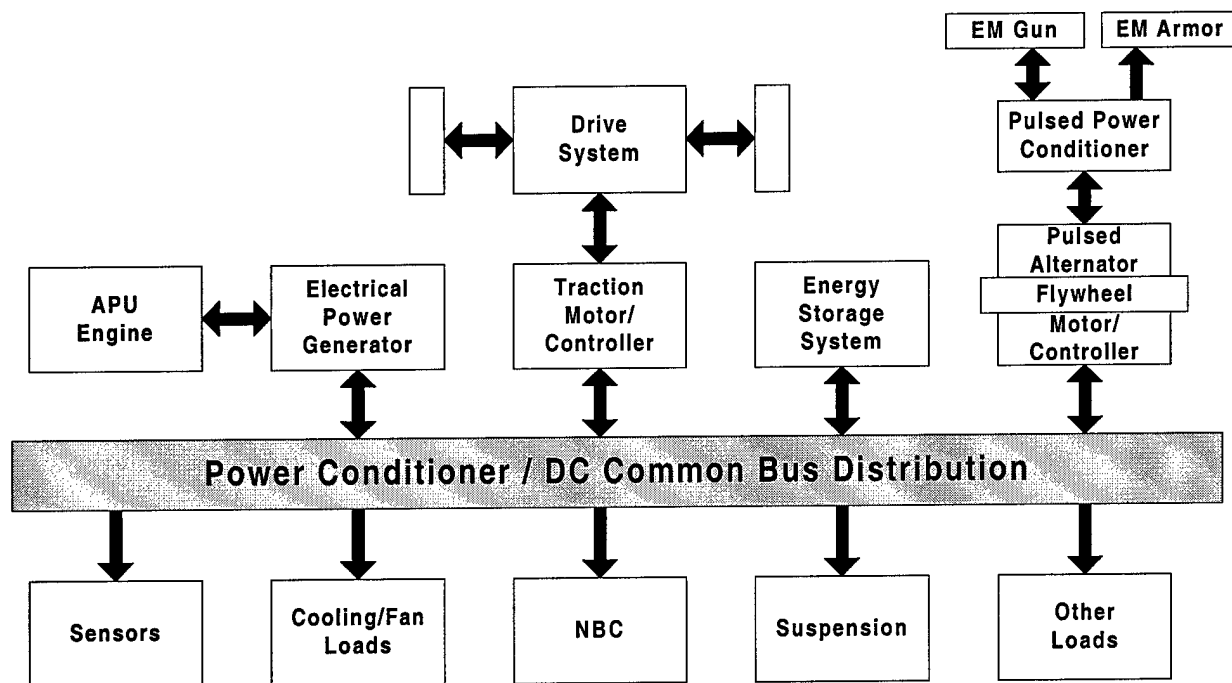 EM Gun
EM Armor
Drive
System
Pulsed Power
Conditioner
APU
Engine
Electrical
Power
Generator
Traction
Motor/
Controller
Energy
Storage
System
Pulsed
Alternator
Flywheel
Motor/
Controller
Power Conditioner / DC Common Bus Distribution
Sensors
Cooling/Fan
Loads
NBC
Suspension
Other
Loads